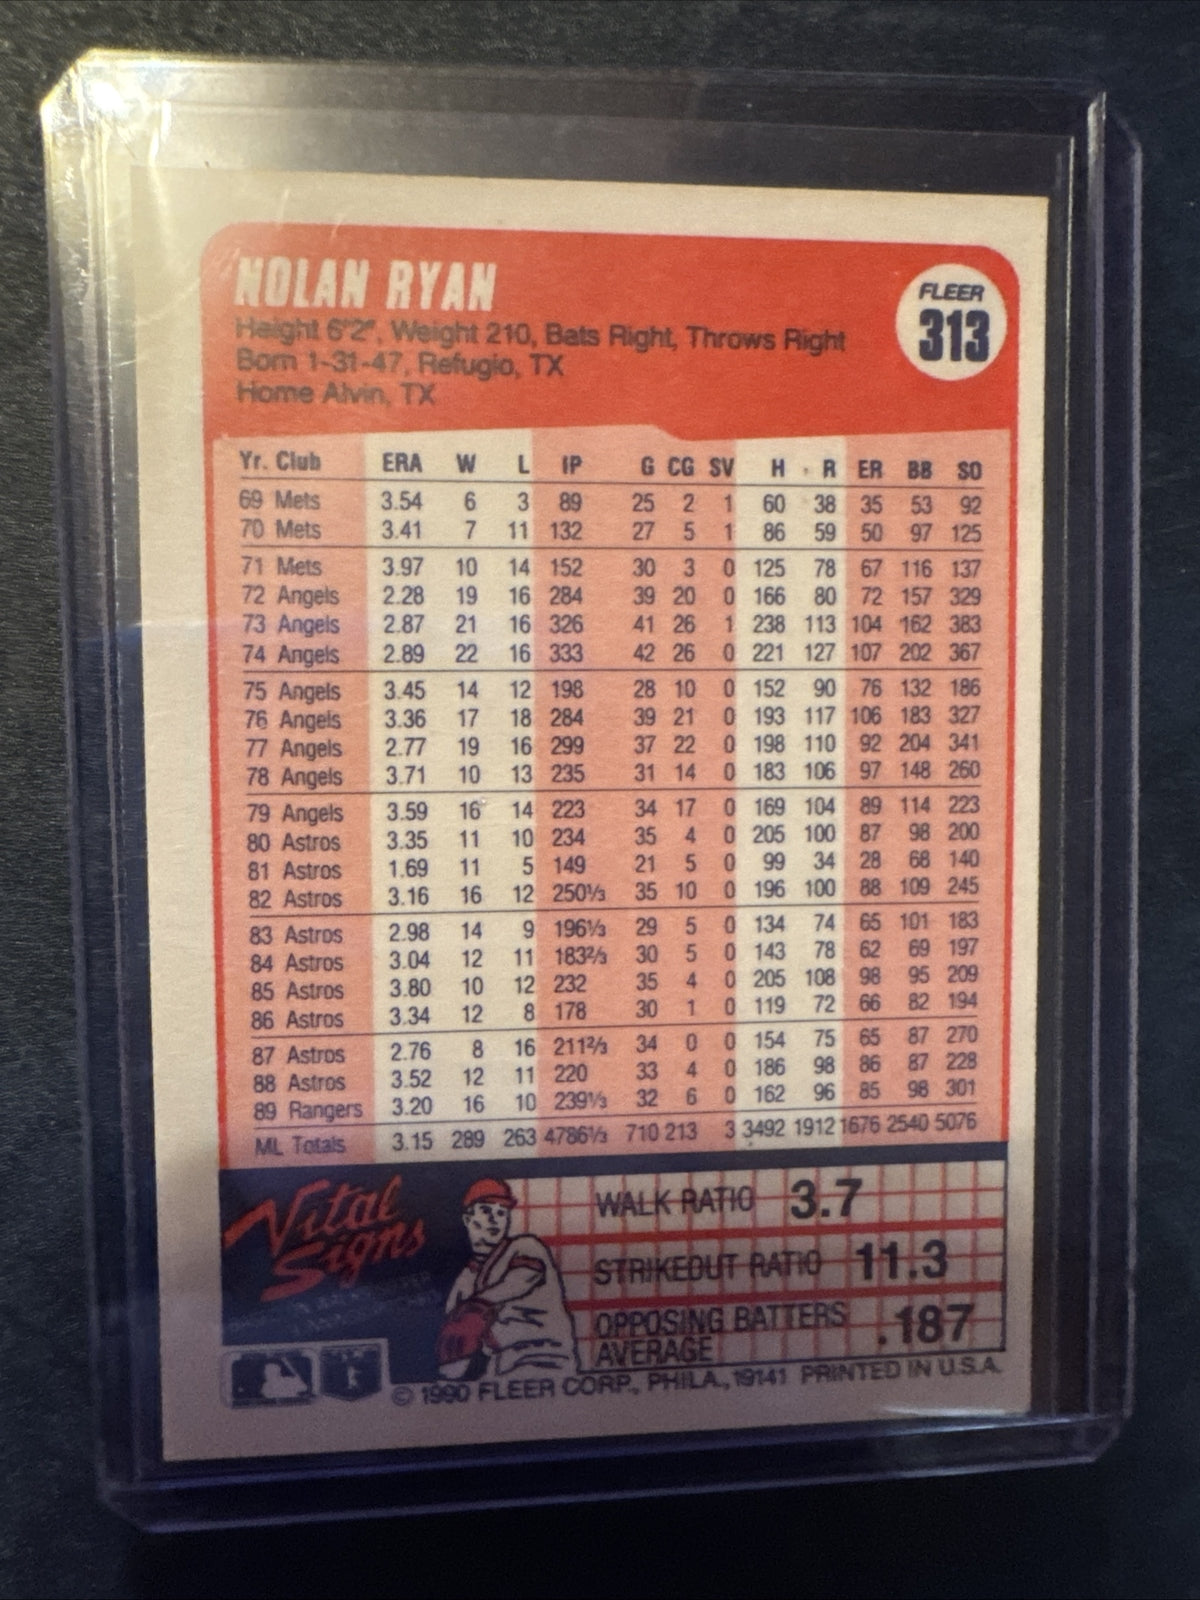 NOLAN RYAN
Height 6'2", Weight 210, Bats Right, Throws Right
Born 1-31-47, Refugio, TX
Home Alvin, TX
FLEER
313
Yr. Club ERA W L IP G CG SV H R ER BB SO
69 Mets 3.54 6 3 89 25 2 1 60 38 35 53 92
70 Mets 3.41 7 11 132 27 5 1 86 59 50 97 125
71 Mets 3.97 10 14 152 30 3 0 125 78 67 116 137
72 Angels 2.28 19 16 284 39 20 0 166 80 72 157 329
73 Angels 2.87 21 16 326 41 26 1 238 113 104 162 383
74 Angels 2.89 22 16 333 42 26 0 221 127 107 202 367
75 Angels 3.45 14 12 198 28 10 0 152 90 76 132 186
76 Angels 3.36 17 18 284 39 21 0 193 117 106 183 327
77 Angels 2.77 19 16 299 37 22 0 198 110 92 204 341
78 Angels 3.71 10 13 235 31 14 0 183 106 97 148 260
79 Angels 3.59 16 14 223 34 17 0 169 104 89 114 223
80 Astros 3.35 11 10 234 35 4 0 205 100 87 98 200
81 Astros 1.69 11 5 149 21 5 0 99 34 28 68 140
82 Astros 3.16 16 12 250⅓ 35 10 0 196 100 88 109 245
83 Astros 2.98 14 9 196⅓ 29 5 0 134 74 65 101 183
84 Astros 3.04 12 11 183⅔ 30 5 0 143 78 62 69 197
85 Astros 3.80 10 12 232 35 4 0 205 108 98 95 209
86 Astros 3.34 12 8 178 30 1 0 119 72 66 82 194
87 Astros 2.76 8 16 211⅔ 34 0 0 154 75 65 87 270
88 Astros 3.52 12 11 220 33 4 0 186 98 86 87 228
89 Rangers 3.20 16 10 239⅓ 32 6 0 162 96 85 98 301
ML Totals 3.15 289 263 4786⅓ 710 213 3 3492 1912 1676 2540 5076
Vital
Signs
WALK RATIO 3.7
STRIKEOUT RATIO 11.3
OPPOSING BATTERS
AVERAGE .187
© 1990 FLEER CORP., PHILA., 19141 PRINTED IN U.S.A.